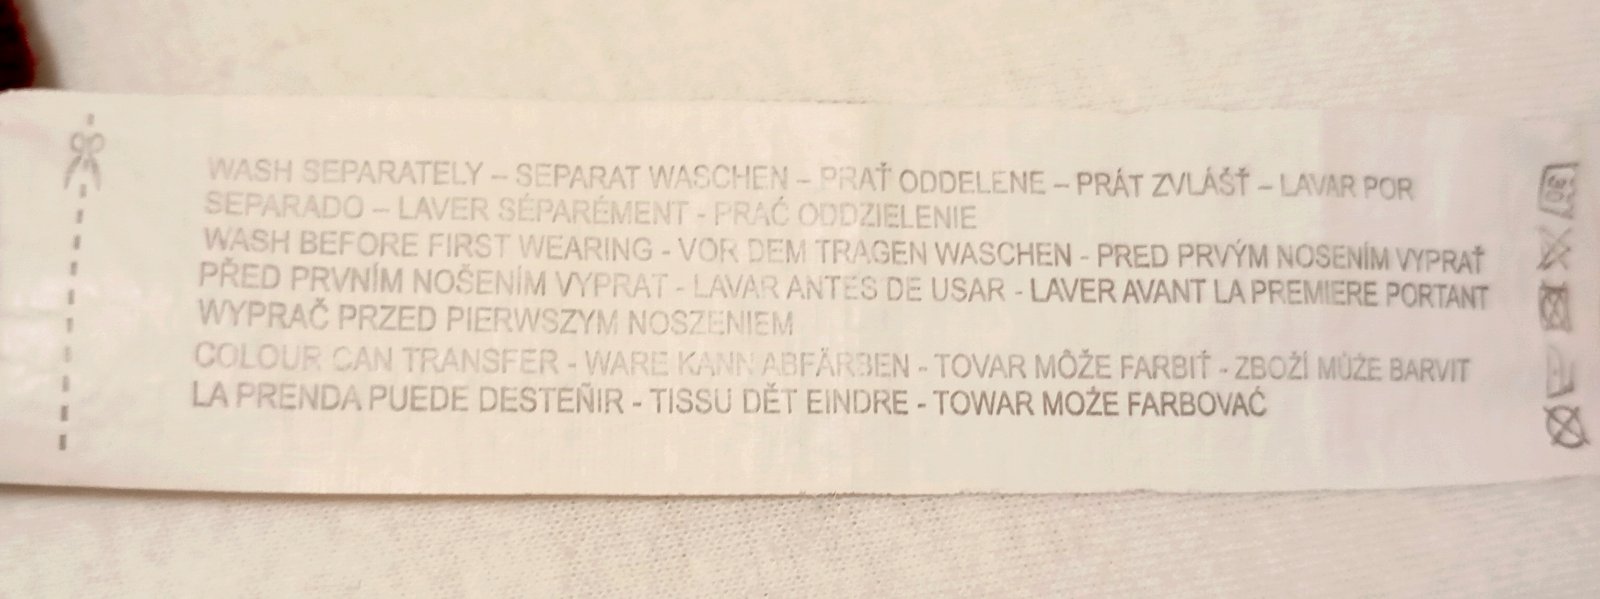 WASH SEPARATELY – SEPARAT WASCHEN – PRAŤ ODDELENE – PRÁT ZVLÁŠŤ – LAVAR POR
SEPARADO – LAVER SÉPARÉMENT - PRAĆ ODDZIELENIE
WASH BEFORE FIRST WEARING - VOR DEM TRAGEN WASCHEN - PRED PRVÝM NOSENÍM VYPRAŤ
PŘED PRVNÍM NOŠENÍM VYPRAT - LAVAR ANTES DE USAR - LAVER AVANT LA PREMIERE PORTANT
WYPRAČ PRZED PIERWSZYM NOSZENIEM
COLOUR CAN TRANSFER - WARE KANN ABFÄRBEN - TOVAR MÔŽE FARBIŤ - ZBOŽÍ MŮŽE BARVIT
LA PRENDA PUEDE DESTEÑIR - TISSU DĚT EINDRE - TOWAR MOŽE FARBOVAĆ